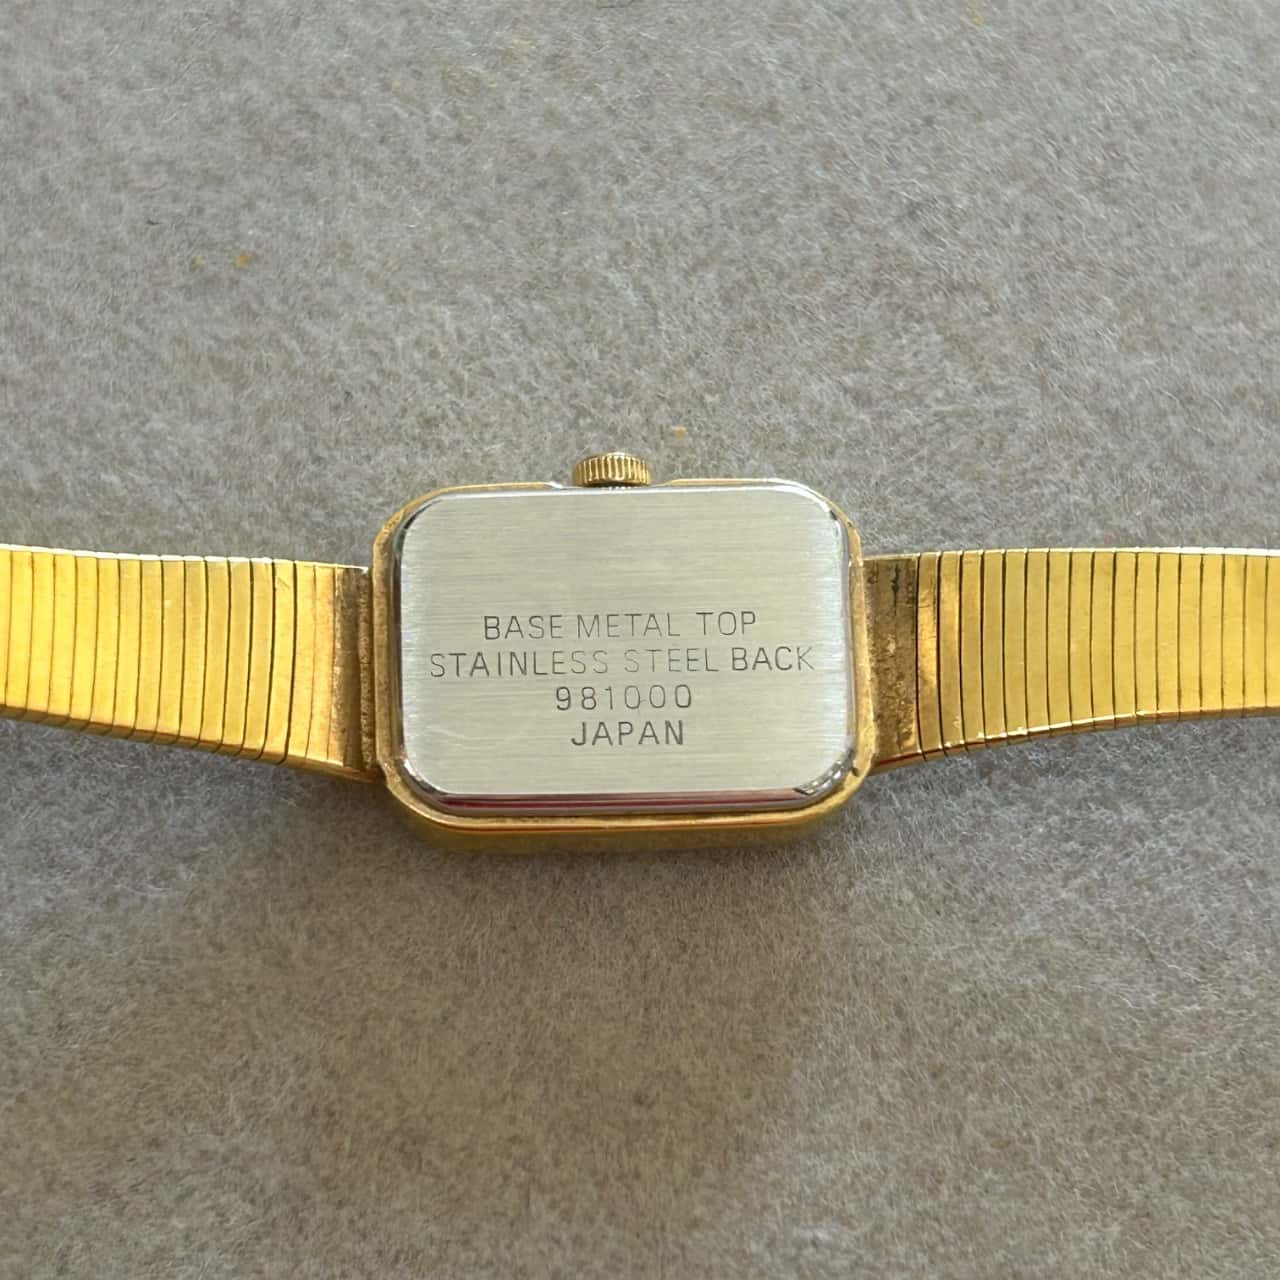 BASE METAL TOP
STAINLESS STEEL BACK
981000
JAPAN